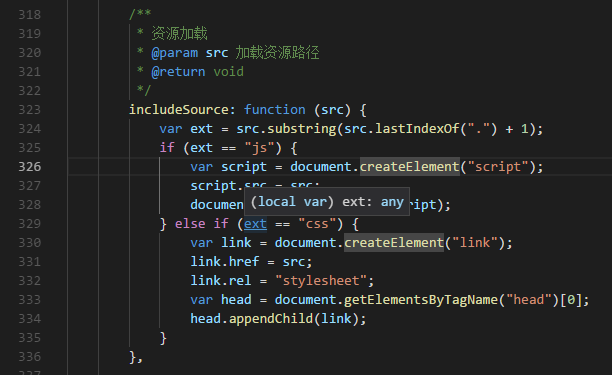 318 /**
319 * 资源加载
320 * @param src 加载资源路径
321 * @return void
322 */
323 includeSource: function (src) {
324 var ext = src.substring(src.lastIndexOf(".") + 1);
325 if (ext == "js") {
326 var script = document.createElement("script");
327 script.src = src;
(local var) ext: any
328 docum ript);
329 } else if (ext == "css") {
330 var link = document.createElement("link");
331 link.href = src;
332 link.rel = "stylesheet";
333 var head = document.getElementsByTagName("head")[0];
334 head.appendChild(link);
335 }
336 },